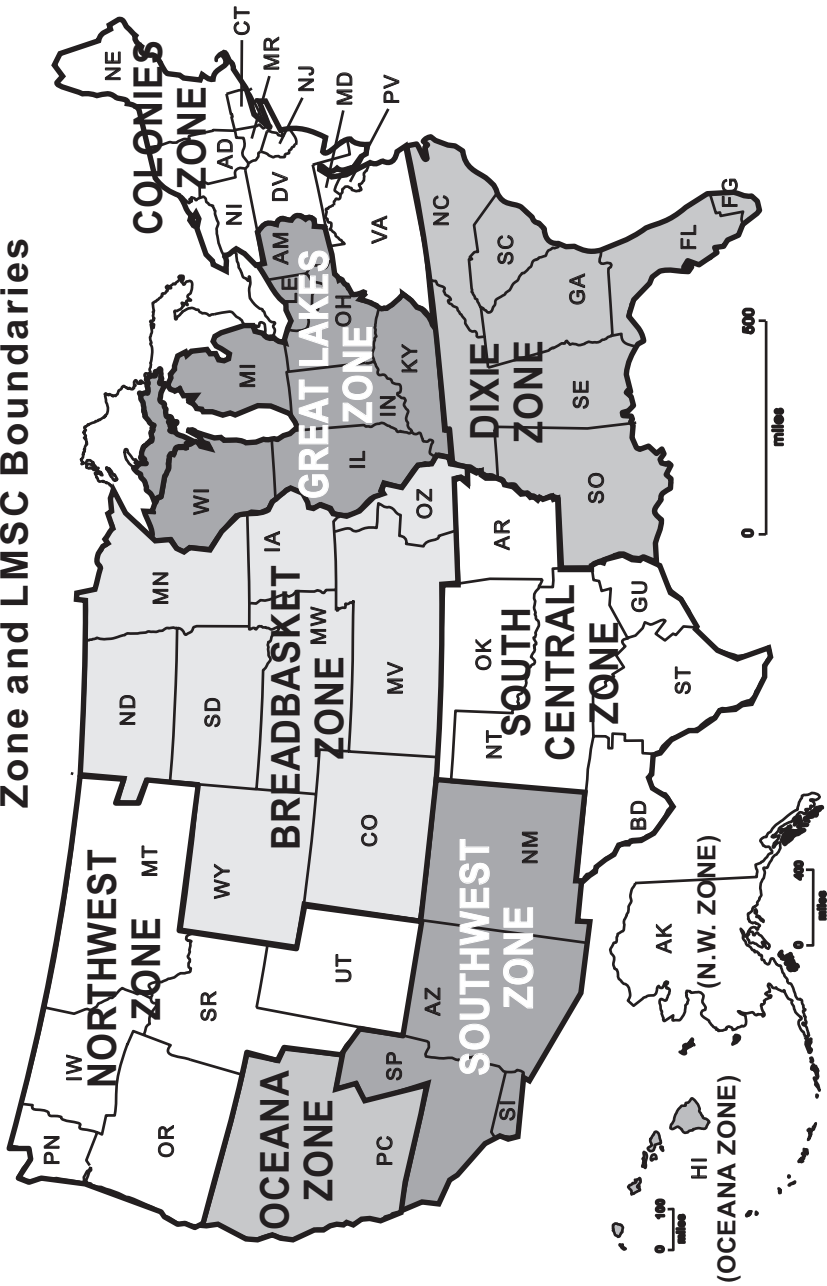 Zone and LMSC Boundaries
PN
IW
MT
NORTHWEST
ZONE
OR
SR
UT
AK
(N.W. ZONE)
0 400
miles
OCEANA
ZONE
PC
HI
(OCEANA ZONE)
0 100
miles
SOUTHWEST
ZONE
SP
SI
AZ
NM
ND
MN
SD
WY
IA
BREADBASKET
ZONE
MW
CO
MV
OZ
SOUTH
CENTRAL
ZONE
NT
OK
AR
BD
ST
GU
GREAT LAKES
ZONE
WI
MI
IL
IN
OH
LE
AM
KY
DIXIE
ZONE
NC
SC
GA
SE
SO
FL
FG
COLONIES
ZONE
NE
AD
NI
DV
VA
CT
MR
NJ
MD
PV
0 500
miles